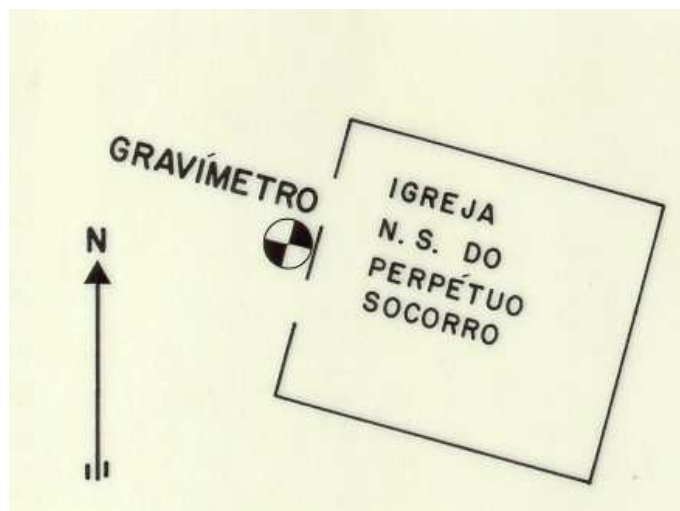 GRAVÍMETRO
N
IGREJA
N. S. DO
PERPÉTUO
SOCORRO